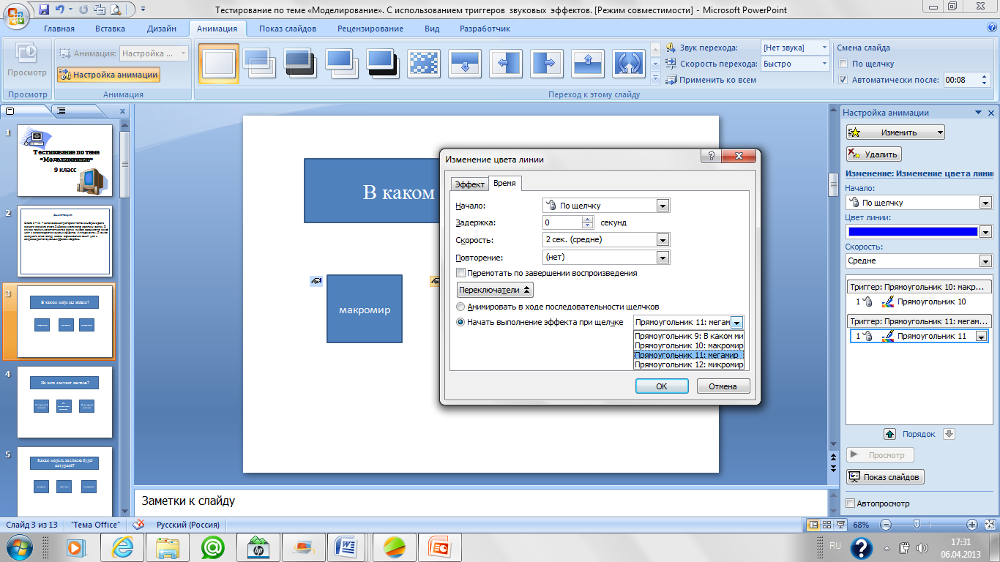 Тестирование по теме «Моделирование». С использованием триггеров звуковых эффектов. [Режим совместимости] - Microsoft PowerPoint
Главная Вставка Дизайн Анимация Показ слайдов Рецензирование Вид Разработчик
Просмотр
Просмотр
Анимация: Настройка ...
Настройка анимации
Анимация
Переход к этому слайду
Звук перехода: [Нет звука]
Скорость перехода: Быстро
Применить ко всем
Смена слайда
По щелчку
Автоматически после: 00:08
1
Тестирование по теме
«Моделирование»
9 класс
2
3
В каком мире мы живем?
4
Из чего состоит система?
5
Какая модель системы будет
натурной?
В каком
макромир
Изменение цвета линии
Эффект Время
Начало: По щелчку
Задержка: 0 секунд
Скорость: 2 сек. (средне)
Повторение: (нет)
Перемотать по завершении воспроизведения
Переключатели
Анимировать в ходе последовательности щелчков
Начать выполнение эффекта при щелчке Прямоугольник 11: мегам
Прямоугольник 9: В каком ми
Прямоугольник 10: макромир
Прямоугольник 11: мегамир
Прямоугольник 12: микромир
ОК Отмена
Настройка анимации
Изменить
Удалить
Изменение: Изменение цвета лини
Начало:
По щелчку
Цвет линии:
Скорость:
Средне
Триггер: Прямоугольник 10: макр...
1 Прямоугольник 10
Триггер: Прямоугольник 11: мегам...
1 Прямоугольник 11
Порядок
Просмотр
Показ слайдов
Автопросмотр
Заметки к слайду
Слайд 3 из 13 "Тема Office" Русский (Россия) 68%
RU 17:31
06.04.2013